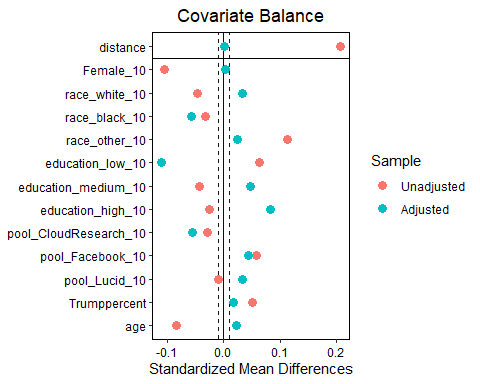 Covariate Balance
distance
Female_10
race_white_10
race_black_10
race_other_10
education_low_10
education_medium_10
education_high_10
pool_CloudResearch_10
pool_Facebook_10
pool_Lucid_10
Trumppercent
age
-0.1 0.0 0.1 0.2
Standardized Mean Differences
Sample
Unadjusted
Adjusted